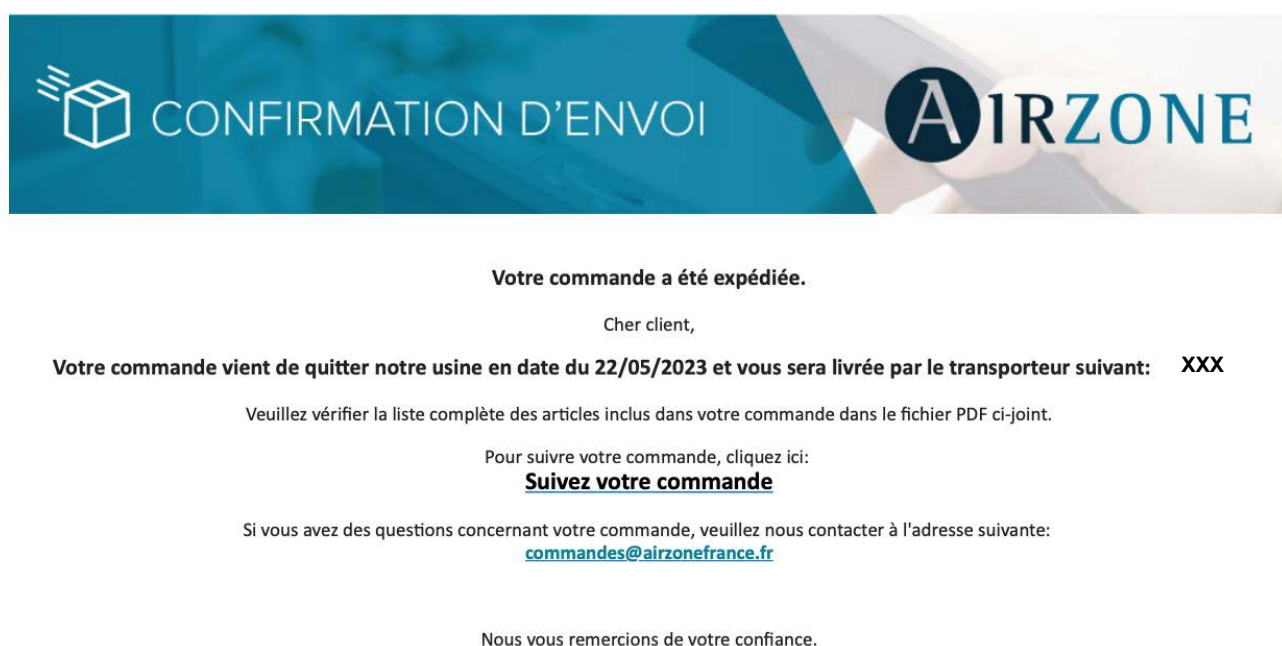 CONFIRMATION D'ENVOI
AIRZONE
Votre commande a été expédiée.
Cher client,
Votre commande vient de quitter notre usine en date du 22/05/2023 et vous sera livrée par le transporteur suivant: XXX
Veuillez vérifier la liste complète des articles inclus dans votre commande dans le fichier PDF ci-joint.
Pour suivre votre commande, cliquez ici:
Suivez votre commande
Si vous avez des questions concernant votre commande, veuillez nous contacter à l'adresse suivante:
commandes@airzonefrance.fr
Nous vous remercions de votre confiance.